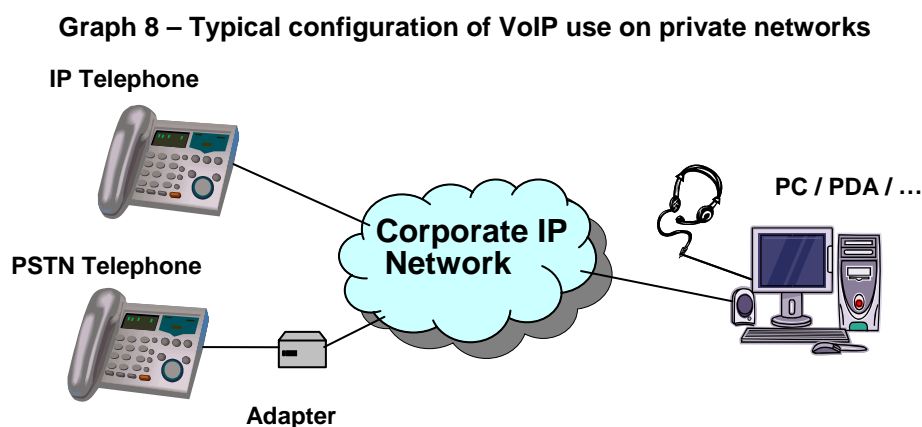 Graph 8 – Typical configuration of VoIP use on private networks
IP Telephone
PC / PDA / …
Corporate IP
Network
PSTN Telephone
Adapter